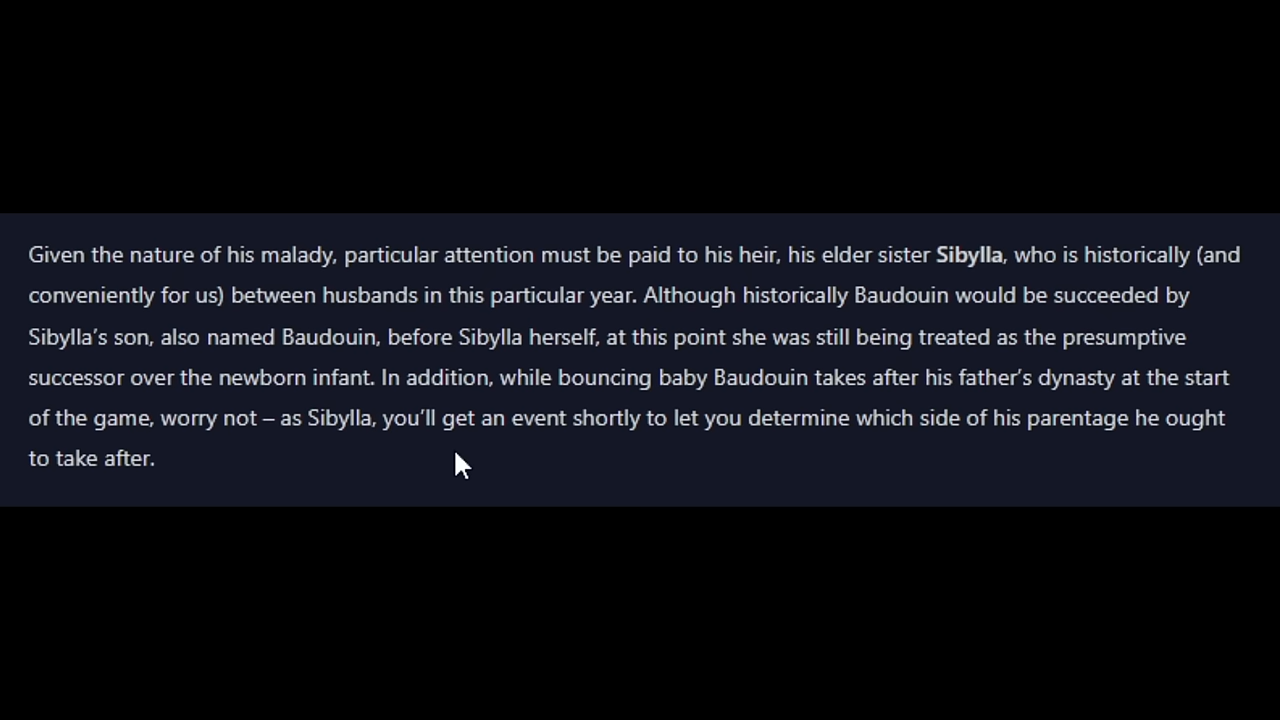 Given the nature of his malady, particular attention must be paid to his heir, his elder sister Sibylla, who is historically (and
conveniently for us) between husbands in this particular year. Although historically Baudouin would be succeeded by
Sibylla’s son, also named Baudouin, before Sibylla herself, at this point she was still being treated as the presumptive
successor over the newborn infant. In addition, while bouncing baby Baudouin takes after his father’s dynasty at the start
of the game, worry not – as Sibylla, you’ll get an event shortly to let you determine which side of his parentage he ought
to take after.